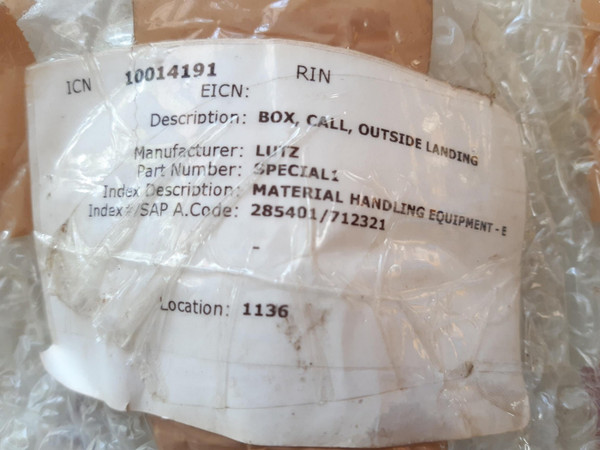 ICN 10014191 RIN
EICN:
Description: BOX, CALL, OUTSIDE LANDING
Manufacturer: LUTZ
Part Number: SPECIAL1
Index Description: MATERIAL HANDLING EQUIPMENT - E
Index#/SAP A.Code: 285401/712321
-
Location: 1136